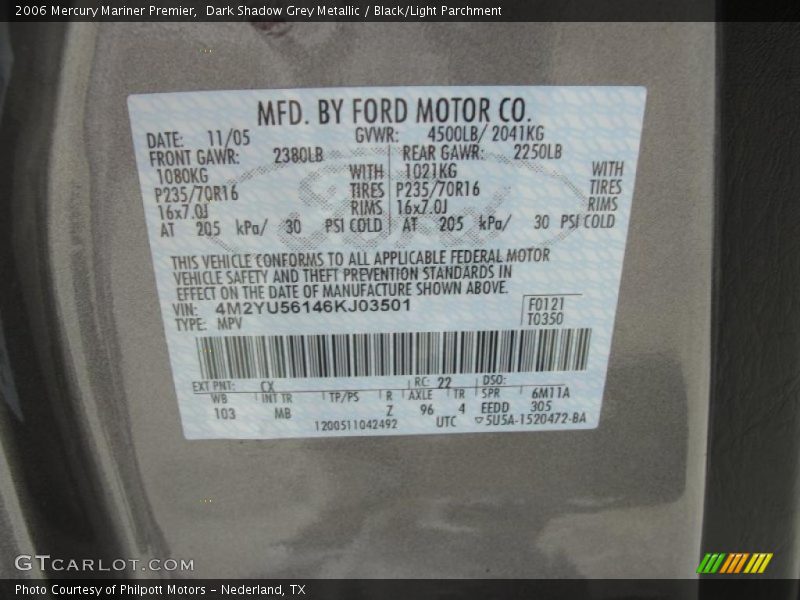 2006 Mercury Mariner Premier,  Dark Shadow Grey Metallic / Black/Light Parchment
MFD. BY FORD MOTOR CO.
DATE: 11/05 GVWR: 4500LB/ 2041KG
FRONT GAWR: 2380LB REAR GAWR: 2250LB
1080KG WITH 1021KG WITH
P235/70R16 TIRES P235/70R16 TIRES
16x7.0J RIMS 16x7.0J RIMS
AT 205 kPa/ 30 PSI COLD AT 205 kPa/ 30 PSI COLD
THIS VEHICLE CONFORMS TO ALL APPLICABLE FEDERAL MOTOR
VEHICLE SAFETY AND THEFT PREVENTION STANDARDS IN
EFFECT ON THE DATE OF MANUFACTURE SHOWN ABOVE.
VIN: 4M2YU56146KJ03501 F0121
TYPE: MPV T0350
EXT PNT: CX RC: 22 DSO:
WB INT TR TP/PS R AXLE TR SPR 6M11A
103 MB Z 96 4 EEDD 305
1200511042492 UTC 5U5A-1520472-BA
GTCARLOT.COM
Photo Courtesy of Philpott Motors - Nederland, TX